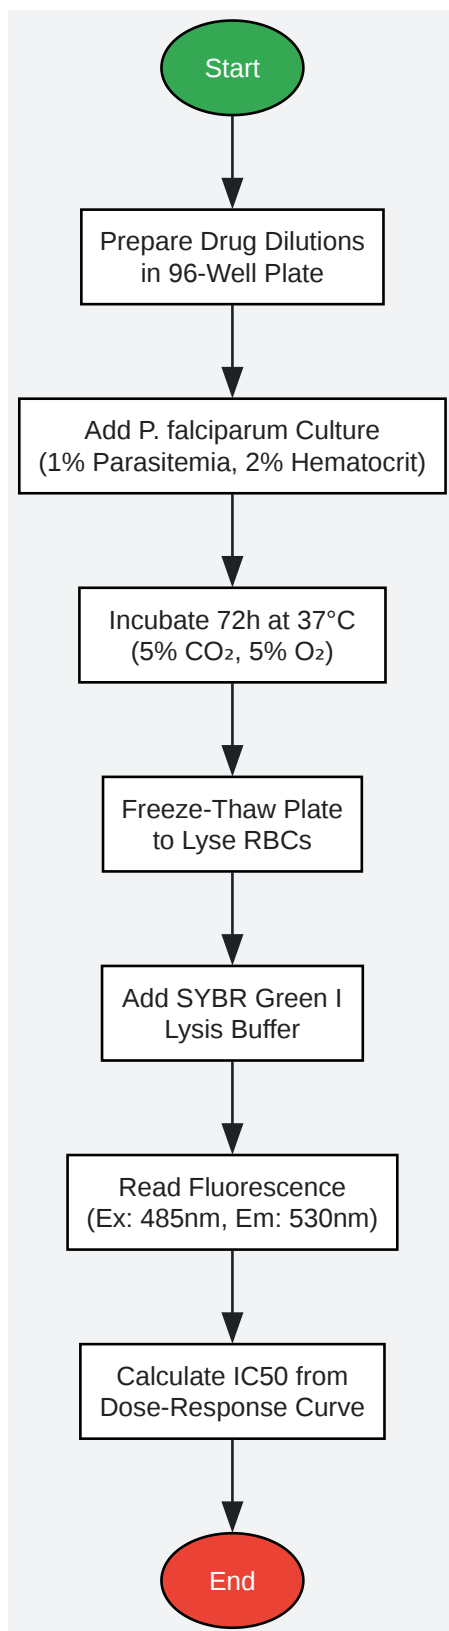 Start
Prepare Drug Dilutions
in 96-Well Plate
Add P. falciparum Culture
(1% Parasitemia, 2% Hematocrit)
Incubate 72h at 37°C
(5% CO₂, 5% O₂)
Freeze-Thaw Plate
to Lyse RBCs
Add SYBR Green I
Lysis Buffer
Read Fluorescence
(Ex: 485nm, Em: 530nm)
Calculate IC50 from
Dose-Response Curve
End